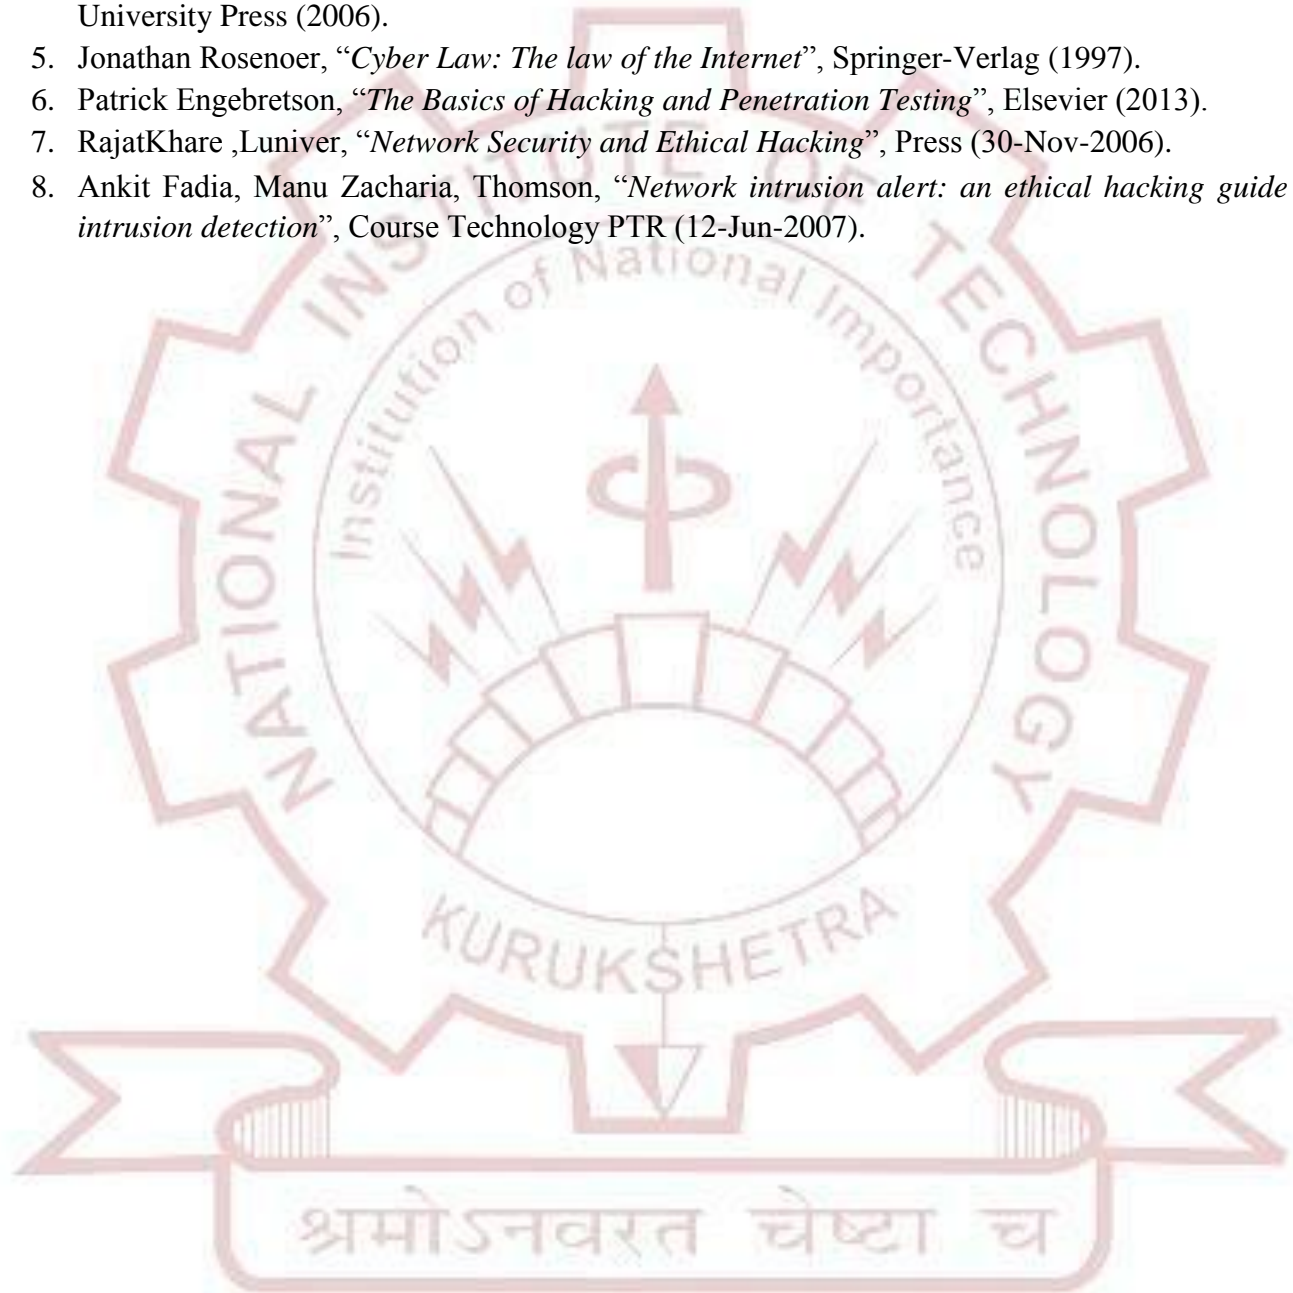 University Press (2006).
5. Jonathan Rosenoer, “Cyber Law: The law of the Internet”, Springer-Verlag (1997).
6. Patrick Engebretson, “The Basics of Hacking and Penetration Testing”, Elsevier (2013).
7. RajatKhare ,Luniver, “Network Security and Ethical Hacking”, Press (30-Nov-2006).
8. Ankit Fadia, Manu Zacharia, Thomson, “Network intrusion alert: an ethical hacking guide
intrusion detection”, Course Technology PTR (12-Jun-2007).
NATIONAL INSTITUTE OF TECHNOLOGY
Institution of National Importance
KURUKSHETRA
श्रमोऽनवरत चेष्टा च